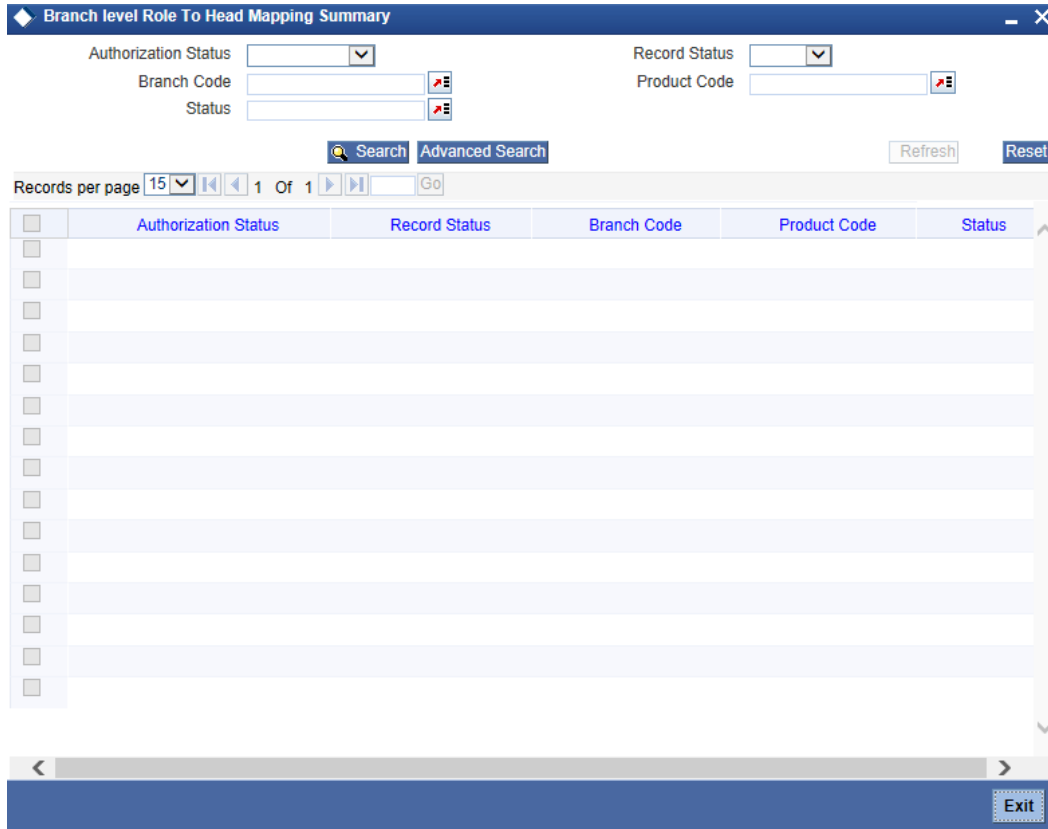 Branch level Role To Head Mapping Summary
Authorization Status Record Status
Branch Code Product Code
Status
Search Advanced Search Refresh Reset
Records per page 15 1 Of 1 Go
Authorization Status Record Status Branch Code Product Code Status
Exit